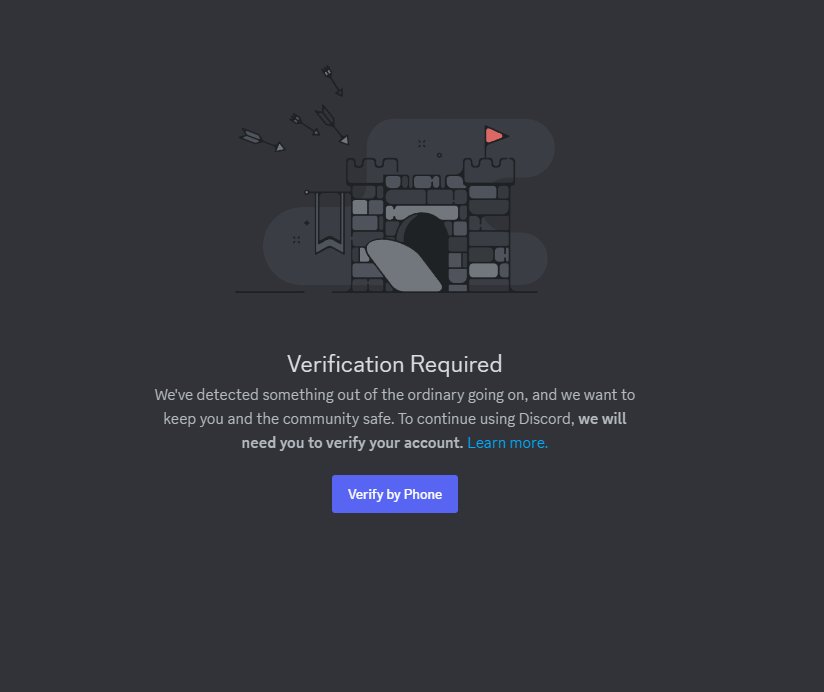 Verification Required
We've detected something out of the ordinary going on, and we want to
keep you and the community safe. To continue using Discord, we will
need you to verify your account. Learn more.
Verify by Phone